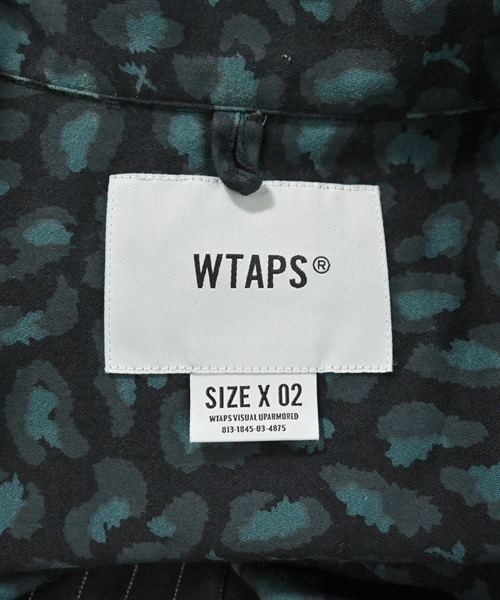 WTAPS®
SIZE X 02
WTAPS VISUAL UPARMORED
813-1845-03-4875